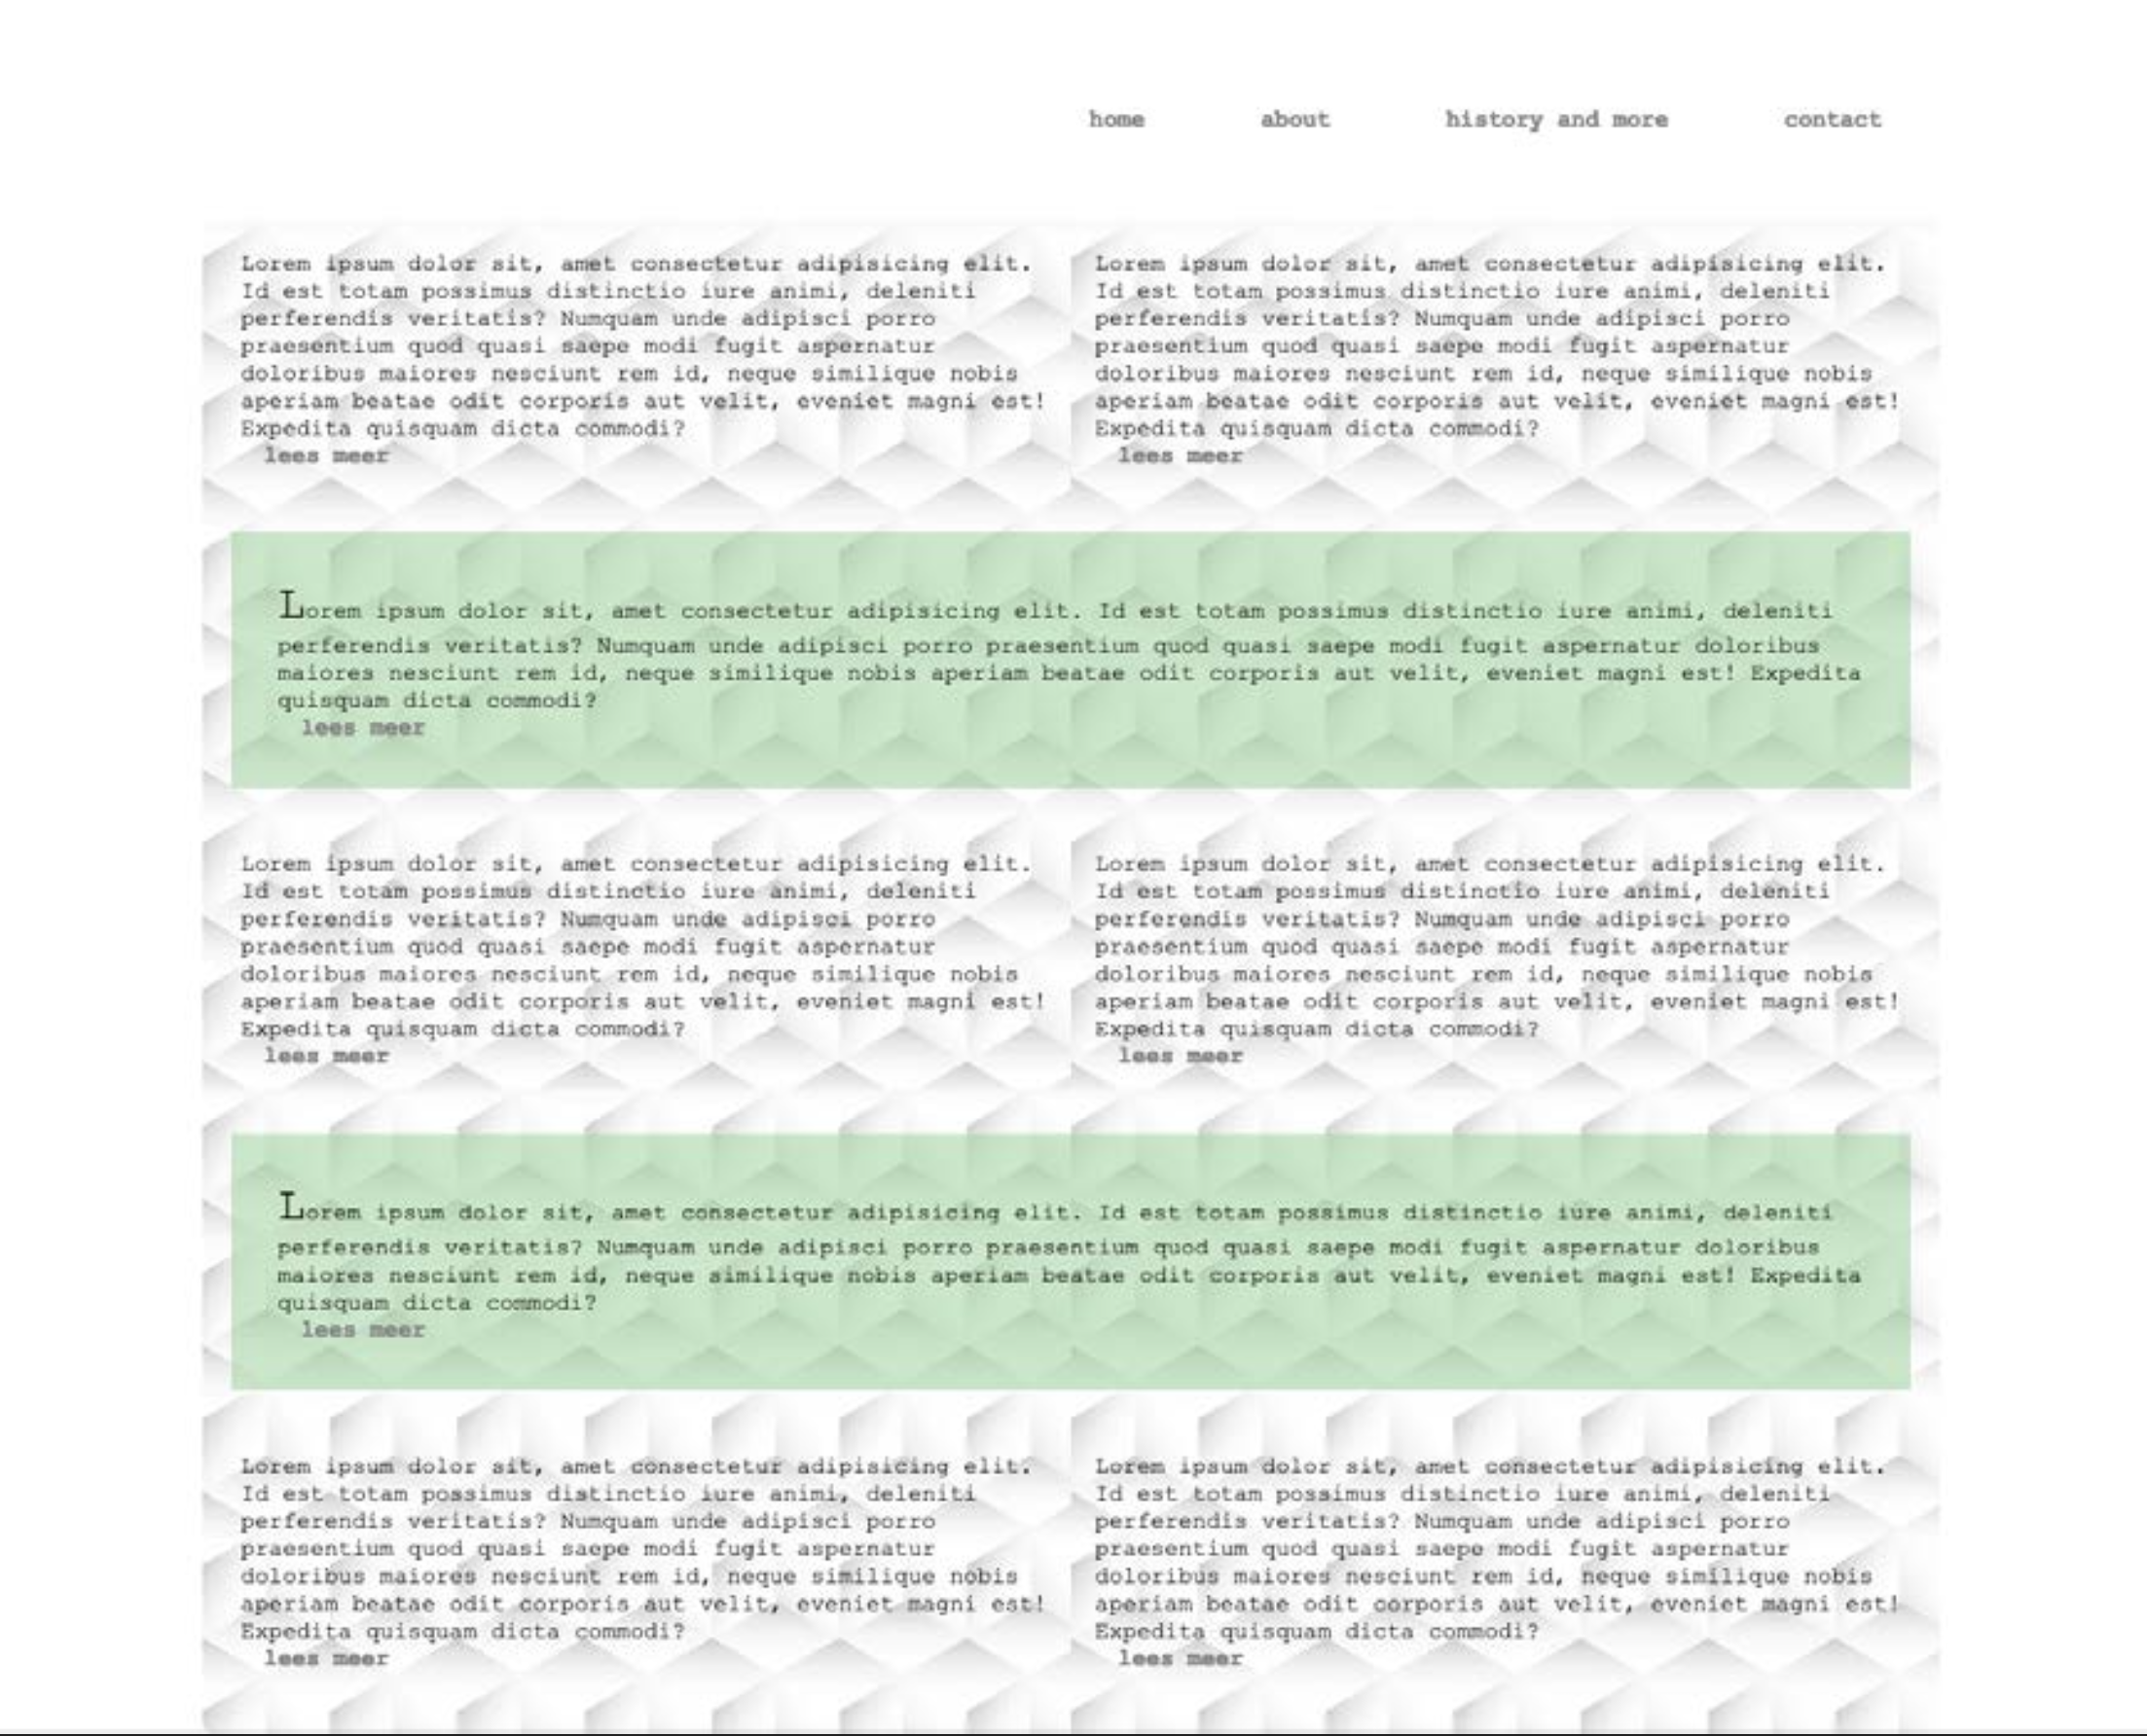 home about history and more contact
Lorem ipsum dolor sit, amet consectetur adipisicing elit.
Id est totam possimus distinctio iure animi, deleniti
perferendis veritatis? Numquam unde adipisci porro
praesentium quod quasi saepe modi fugit aspernatur
doloribus maiores nesciunt rem id, neque similique nobis
aperiam beatae odit corporis aut velit, eveniet magni est!
Expedita quisquam dicta commodi?
lees meer
Lorem ipsum dolor sit, amet consectetur adipisicing elit.
Id est totam possimus distinctio iure animi, deleniti
perferendis veritatis? Numquam unde adipisci porro
praesentium quod quasi saepe modi fugit aspernatur
doloribus maiores nesciunt rem id, neque similique nobis
aperiam beatae odit corporis aut velit, eveniet magni est!
Expedita quisquam dicta commodi?
lees meer
Lorem ipsum dolor sit, amet consectetur adipisicing elit. Id est totam possimus distinctio iure animi, deleniti
perferendis veritatis? Numquam unde adipisci porro praesentium quod quasi saepe modi fugit aspernatur doloribus
maiores nesciunt rem id, neque similique nobis aperiam beatae odit corporis aut velit, eveniet magni est! Expedita
quisquam dicta commodi?
lees meer
Lorem ipsum dolor sit, amet consectetur adipisicing elit.
Id est totam possimus distinctio iure animi, deleniti
perferendis veritatis? Numquam unde adipisci porro
praesentium quod quasi saepe modi fugit aspernatur
doloribus maiores nesciunt rem id, neque similique nobis
aperiam beatae odit corporis aut velit, eveniet magni est!
Expedita quisquam dicta commodi?
lees meer
Lorem ipsum dolor sit, amet consectetur adipisicing elit.
Id est totam possimus distinctio iure animi, deleniti
perferendis veritatis? Numquam unde adipisci porro
praesentium quod quasi saepe modi fugit aspernatur
doloribus maiores nesciunt rem id, neque similique nobis
aperiam beatae odit corporis aut velit, eveniet magni est!
Expedita quisquam dicta commodi?
lees meer
Lorem ipsum dolor sit, amet consectetur adipisicing elit. Id est totam possimus distinctio iure animi, deleniti
perferendis veritatis? Numquam unde adipisci porro praesentium quod quasi saepe modi fugit aspernatur doloribus
maiores nesciunt rem id, neque similique nobis aperiam beatae odit corporis aut velit, eveniet magni est! Expedita
quisquam dicta commodi?
lees meer
Lorem ipsum dolor sit, amet consectetur adipisicing elit.
Id est totam possimus distinctio iure animi, deleniti
perferendis veritatis? Numquam unde adipisci porro
praesentium quod quasi saepe modi fugit aspernatur
doloribus maiores nesciunt rem id, neque similique nobis
aperiam beatae odit corporis aut velit, eveniet magni est!
Expedita quisquam dicta commodi?
lees meer
Lorem ipsum dolor sit, amet consectetur adipisicing elit.
Id est totam possimus distinctio iure animi, deleniti
perferendis veritatis? Numquam unde adipisci porro
praesentium quod quasi saepe modi fugit aspernatur
doloribus maiores nesciunt rem id, neque similique nobis
aperiam beatae odit corporis aut velit, eveniet magni est!
Expedita quisquam dicta commodi?
lees meer